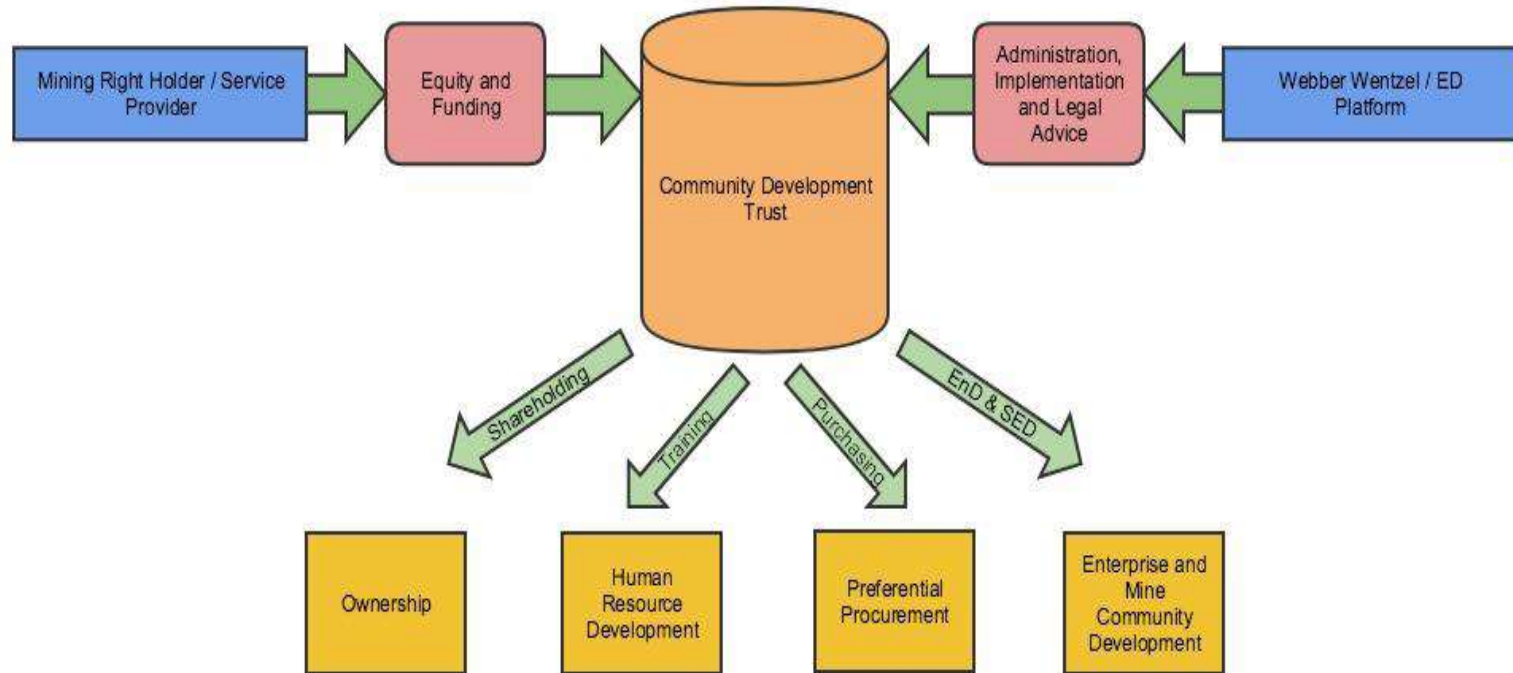 Mining Right Holder / Service
Provider
Equity and
Funding
Administration,
Implementation
and Legal
Advice
Webber Wentzel / ED
Platform
Community Development
Trust
Shareholding
Training
Purchasing
EnD & SED
Ownership
Human
Resource
Development
Preferential
Procurement
Enterprise and
Mine
Community
Development